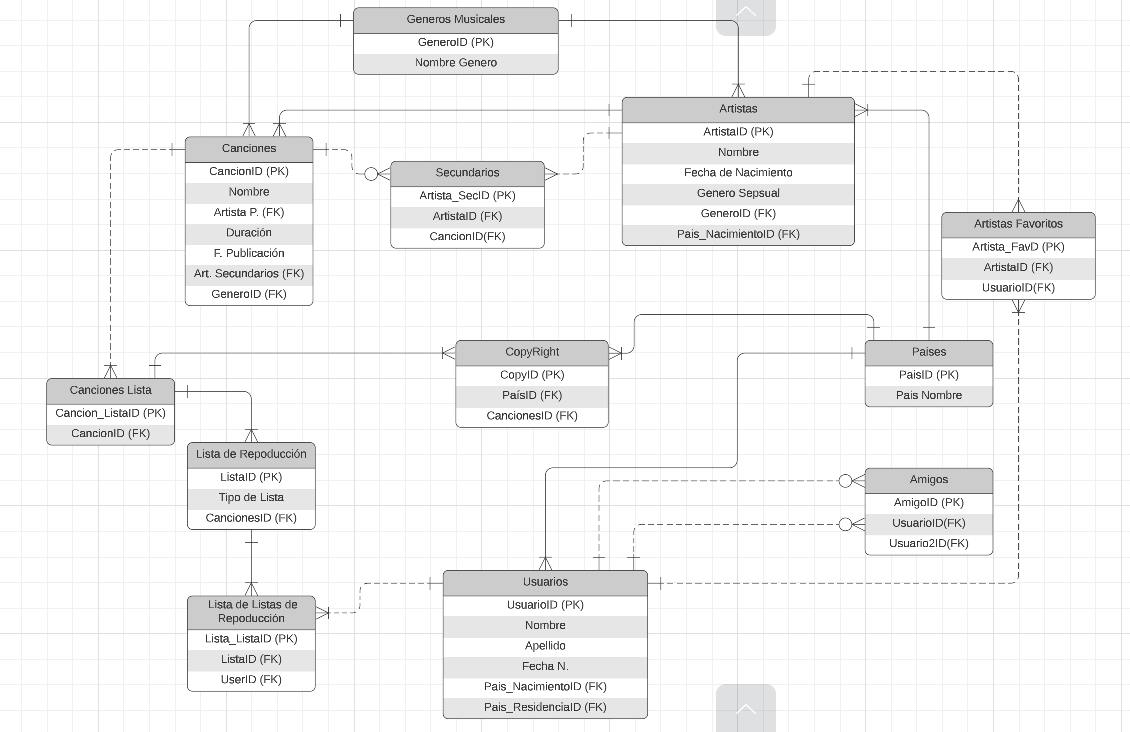 Generos Musicales
GeneroID (PK)
Nombre Genero
Artistas
ArtistaID (PK)
Nombre
Fecha de Nacimiento
Genero Sepsual
GeneroID (FK)
Pais_NacimientoID (FK)
Canciones
CancionID (PK)
Nombre
Artista P. (FK)
Duración
F. Publicación
Art. Secundarios (FK)
GeneroID (FK)
Secundarios
Artista_SecID (PK)
ArtistaID (FK)
CancionID(FK)
Artistas Favoritos
Artista_FavD (PK)
ArtistaID (FK)
UsuarioID(FK)
CopyRight
CopyID (PK)
PaísID (FK)
CancionesID (FK)
Paises
PaisID (PK)
Pais Nombre
Canciones Lista
Cancion_ListaID (PK)
CancionID (FK)
Lista de Repoducción
ListaID (PK)
Tipo de Lista
CancionesID (FK)
Amigos
AmigoID (PK)
UsuarioID(FK)
Usuario2ID(FK)
Usuarios
UsuarioID (PK)
Nombre
Apellido
Fecha N.
Pais_NacimientoID (FK)
Pais_ResidenciaID (FK)
Lista de Listas de
Repoducción
Lista_ListaID (PK)
ListaID (FK)
UserID (FK)